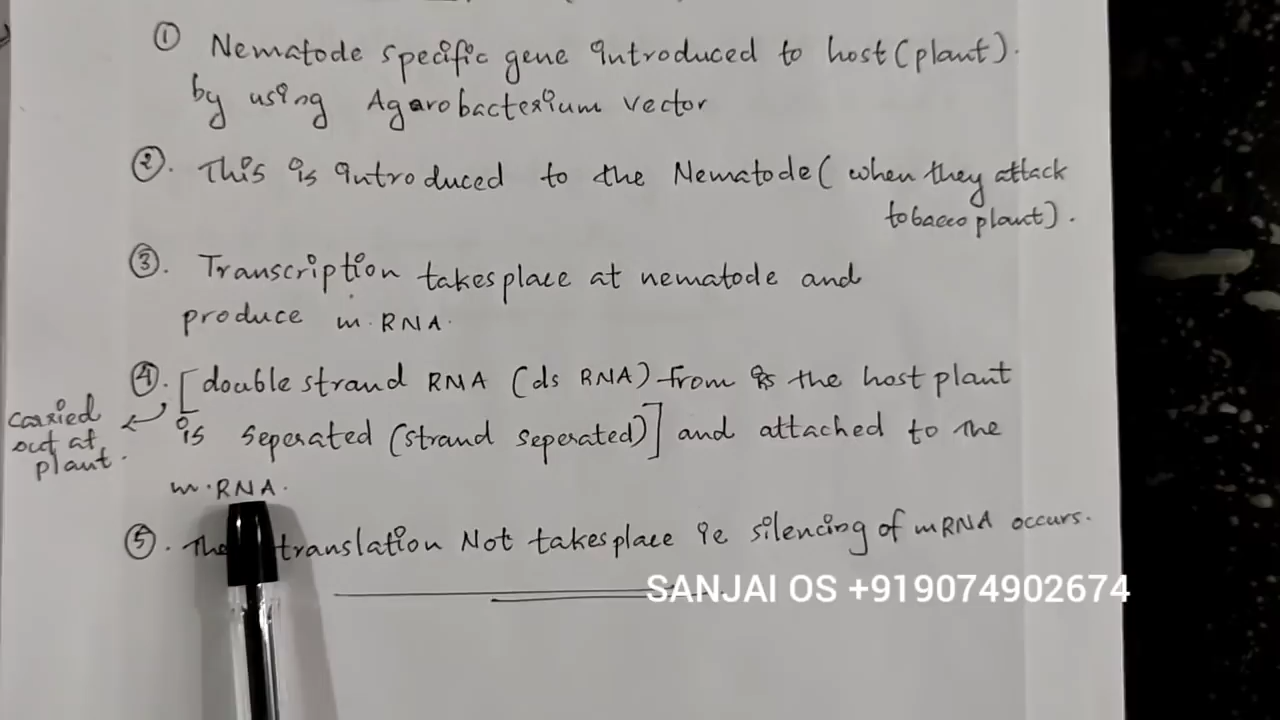 ① Nematode specific gene introduced to host (plant).
by using Agarobacterium vector
②. This is introduced to the Nematode ( when they attack
tobacco plant).
③. Transcription takesplace at nematode and
produce m.RNA.
④. [double strand RNA (ds RNA) from the host plant
carried out at plant.
is seperated (strand seperated)] and attached to the
m.RNA.
⑤. The translation Not takesplace ie silencing of mRNA occurs.
SANJAI OS +919074902674